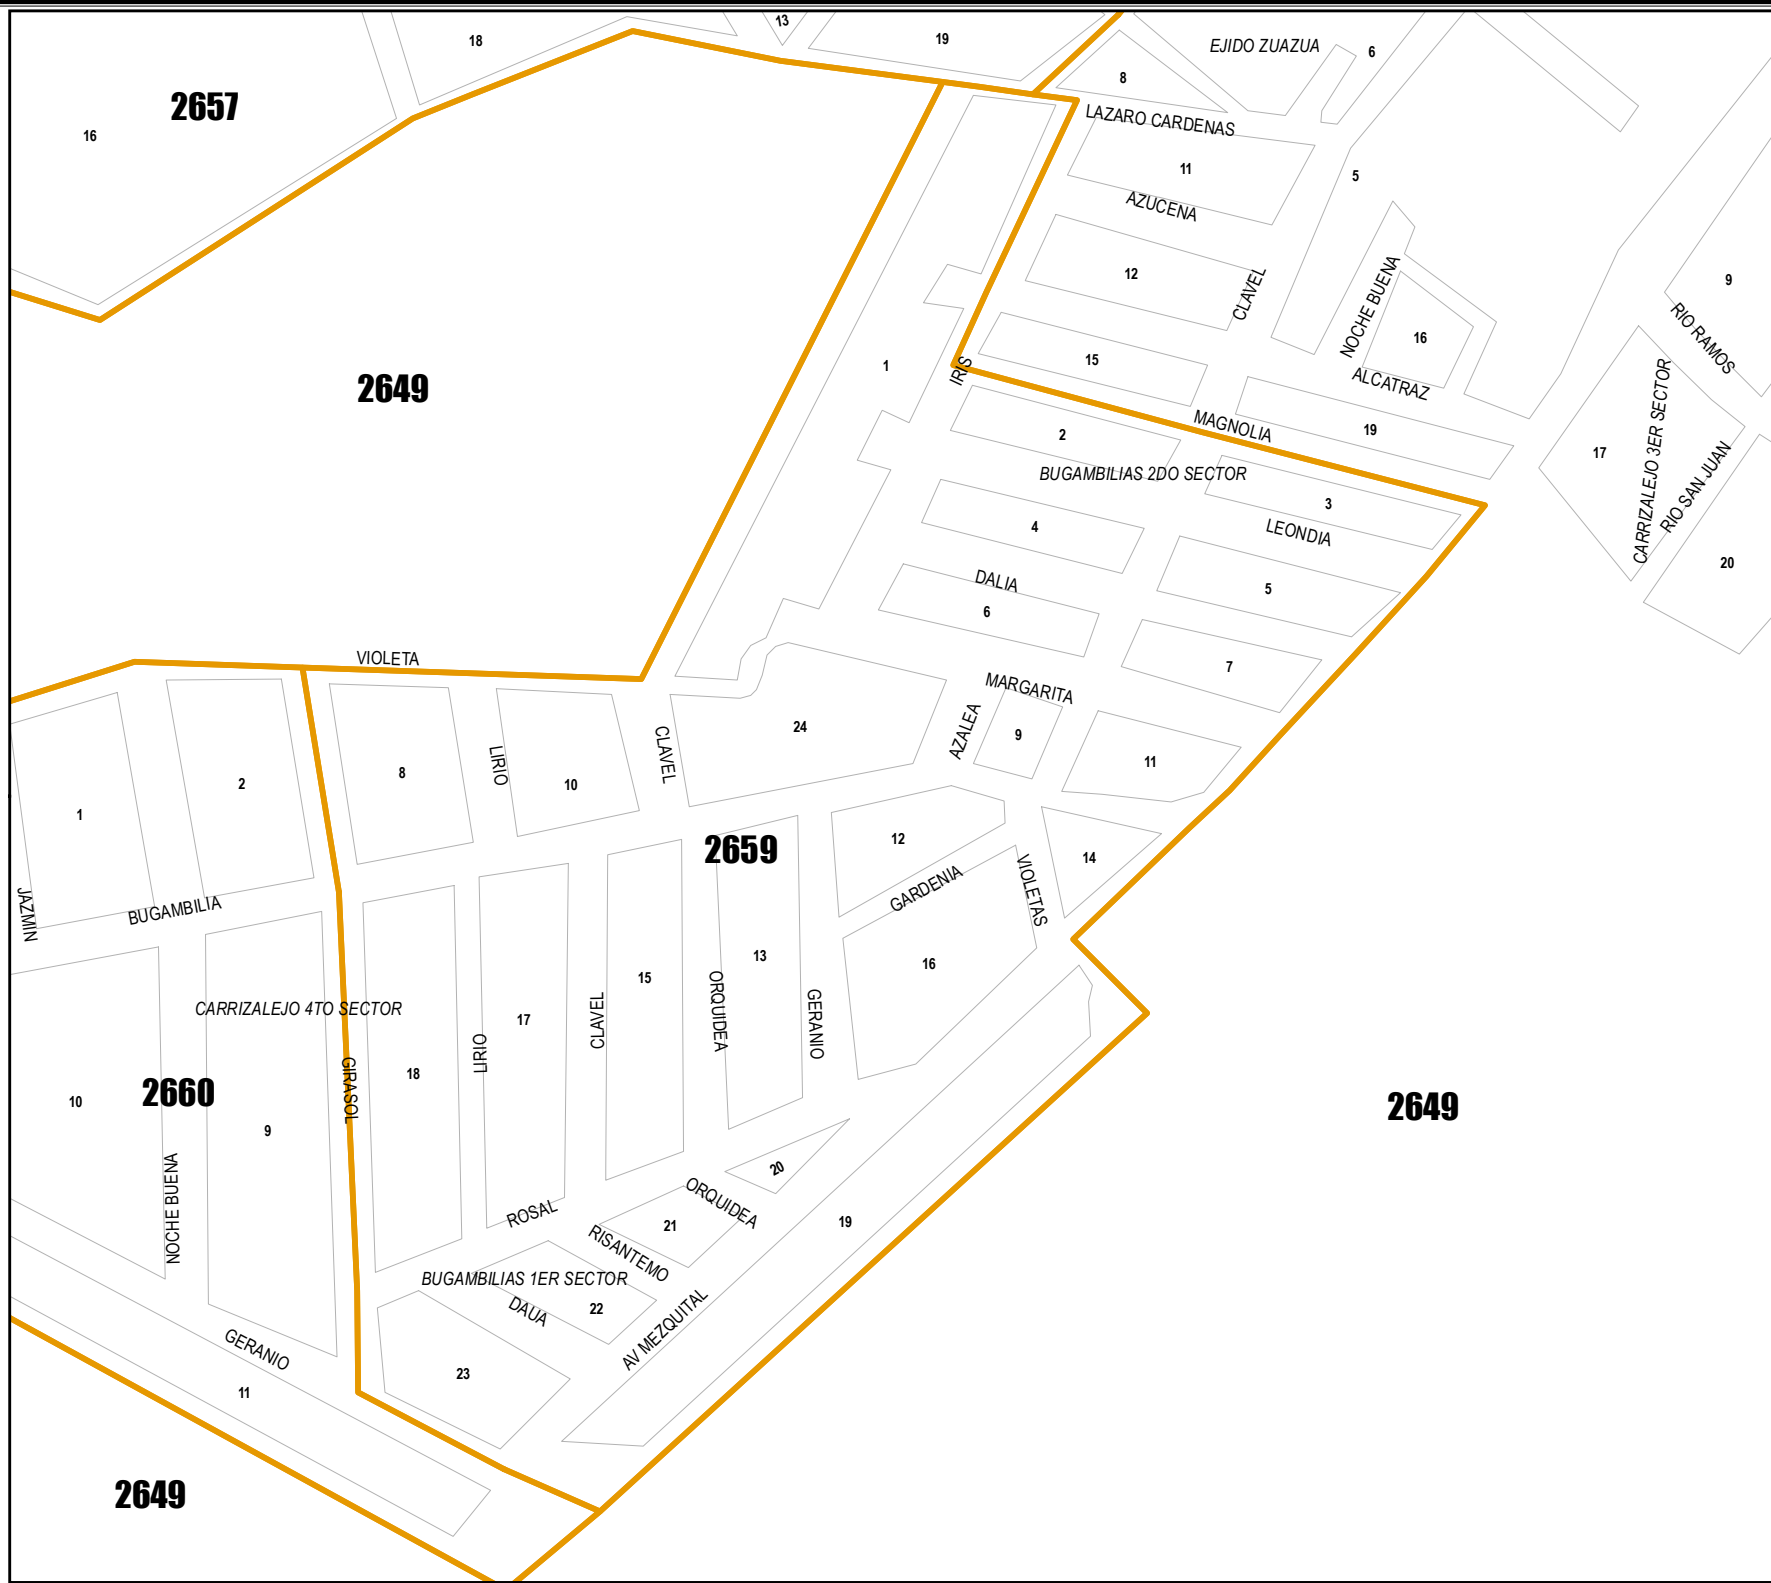 13
18
19
EJIDO ZUAZUA
6
8
2657
16
LAZARO CARDENAS
11
5
AZUCENA
12
CLAVEL
NOCHE BUENA
9
RIO RAMOS
16
15
1
IRIS
2649
ALCATRAZ
MAGNOLIA
19
2
CARRIZALEJO 3ER SECTOR
17
RIO SAN JUAN
BUGAMBILIAS 2DO SECTOR
3
4
LEONDIA
20
DALIA
5
6
VIOLETA
7
MARGARITA
24
AZALEA
9
CLAVEL
LIRIO
8
10
11
2
1
2659
12
14
GARDENIA
VIOLETAS
JAZMIN
BUGAMBILIA
13
16
15
ORQUIDEA
GERANIO
CLAVEL
CARRIZALEJO 4TO SECTOR
17
LIRIO
18
GIRASOL
2660
10
9
2649
NOCHE BUENA
20
ORQUIDEA
ROSAL
21
19
RISANTEMO
BUGAMBILIAS 1ER SECTOR
DAUA
22
AV MEZQUITAL
GERANIO
23
11
2649